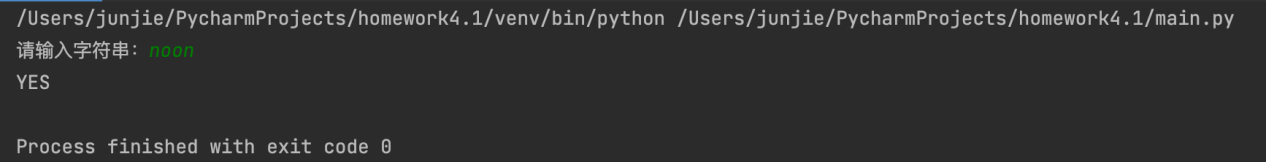 /Users/junjie/PycharmProjects/homework4.1/venv/bin/python /Users/junjie/PycharmProjects/homework4.1/main.py
请输入字符串：noon
YES
Process finished with exit code 0